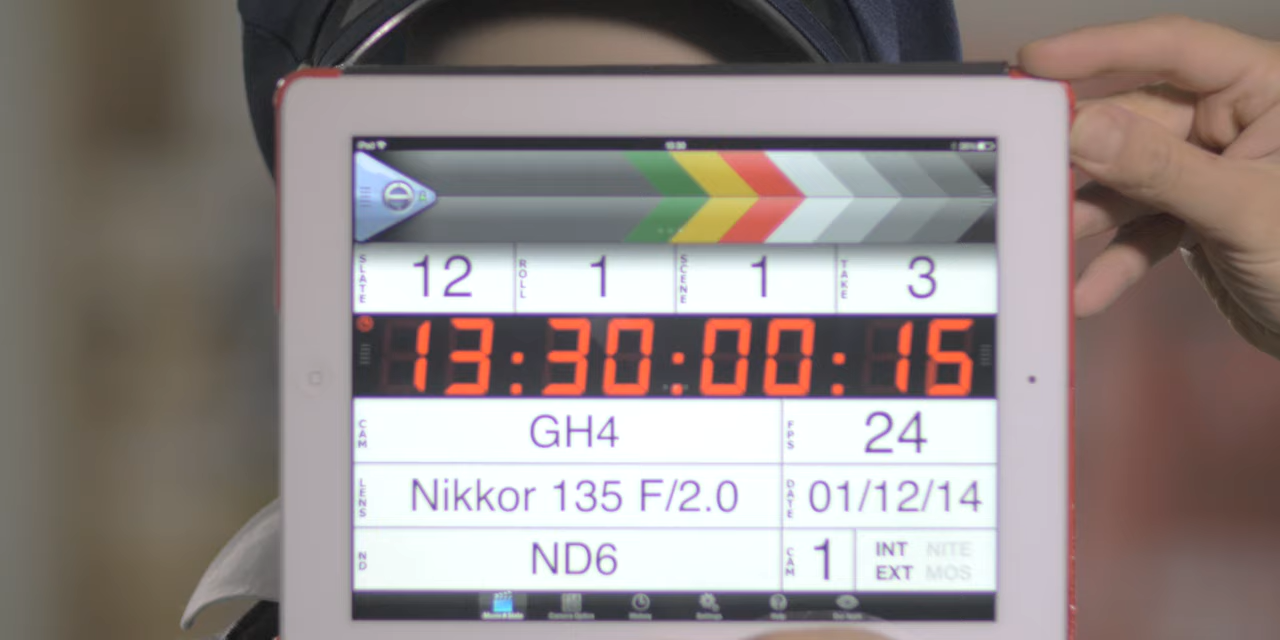 iPad
SLATE 12 ROLL 1 SCENE 1 TAKE 3
13:30:00:15
CAM GH4 FPS 24
LENS Nikkor 135 F/2.0 DATE 01/12/14
ND ND6 CAM 1 INT NITE
EXT MOS